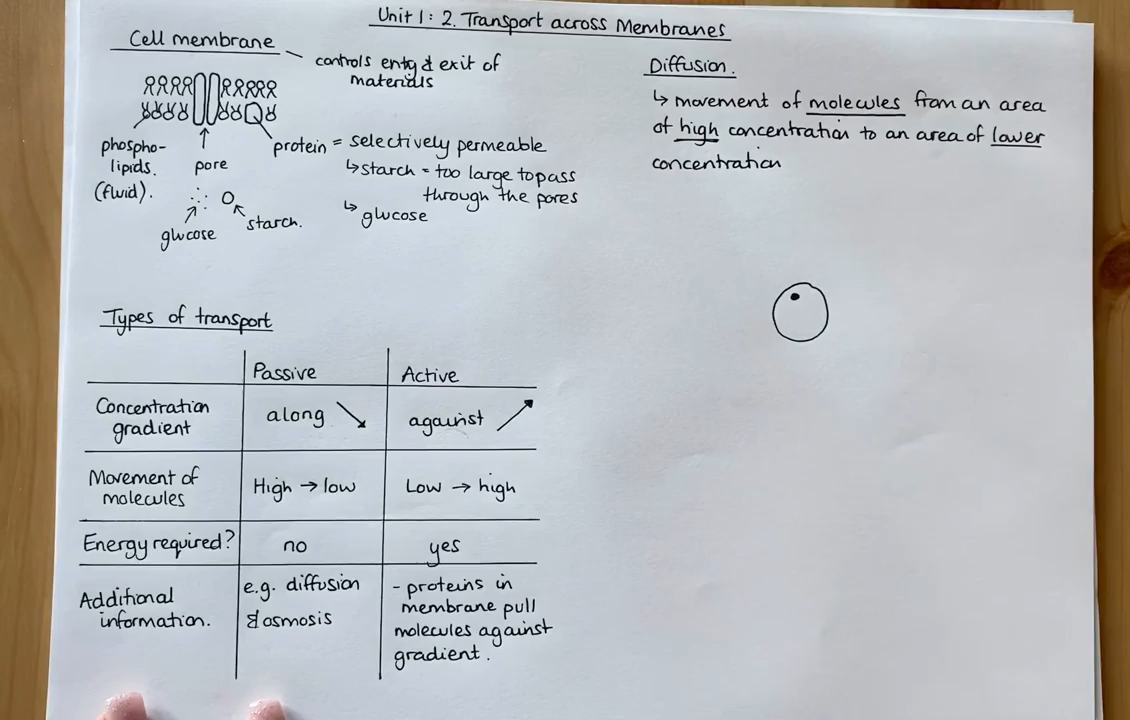 Unit 1: 2. Transport across Membranes
Cell membrane
controls entry & exit of
materials
phospho-
lipids.
(fluid).
pore
glucose
starch.
protein = selectively permeable
↳ starch = too large to pass
through the pores
↳ glucose
Diffusion.
↳ movement of molecules from an area
of high concentration to an area of lower
concentration
Types of transport
Passive Active
Concentration
gradient
along ↘
against ↗
Movement of
molecules
High → low
Low → high
Energy required?
no
yes
Additional
information.
e.g. diffusion
& osmosis
- proteins in
membrane pull
molecules against
gradient.